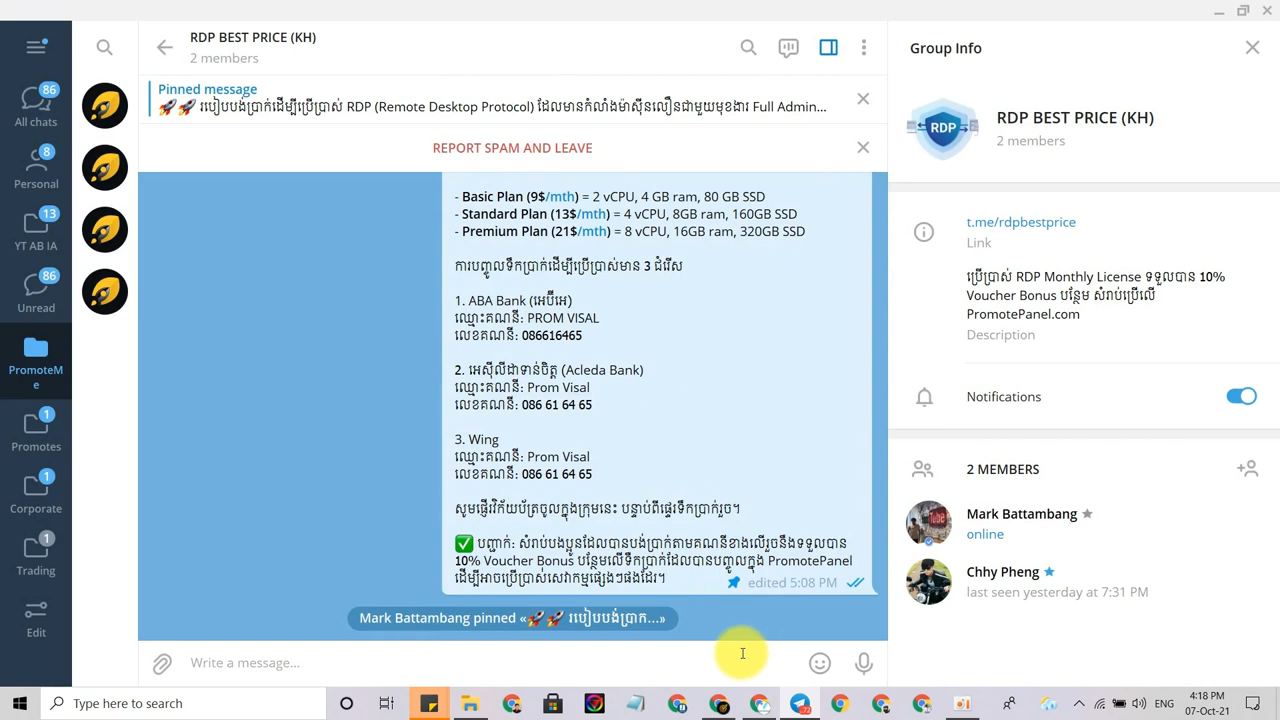 RDP BEST PRICE (KH)
2 members
Pinned message
🚀🚀 របៀបបង់ប្រាក់ដើម្បីប្រើប្រាស់ RDP (Remote Desktop Protocol) ដែលមានកំលាំងម៉ាស៊ីនលឿនជាមួយមុខងារ Full Admin...
REPORT SPAM AND LEAVE
- Basic Plan (9$/mth) = 2 vCPU, 4 GB ram, 80 GB SSD
- Standard Plan (13$/mth) = 4 vCPU, 8GB ram, 160GB SSD
- Premium Plan (21$/mth) = 8 vCPU, 16GB ram, 320GB SSD
ការបញ្ចូលទឹកប្រាក់ដើម្បីប្រើប្រាស់មាន 3 ជំរើស
1. ABA Bank (អេប៊ីអេ)
ឈ្មោះគណនី: PROM VISAL
លេខគណនី: 086616465
2. អេស៊ីលីដាទាន់ចិត្ត (Acleda Bank)
ឈ្មោះគណនី: Prom Visal
លេខគណនី: 086 61 64 65
3. Wing
ឈ្មោះគណនី: Prom Visal
លេខគណនី: 086 61 64 65
សូមផ្ញើរវិក័យប័ត្រចូលក្នុងក្រុមនេះ បន្ទាប់ពីផ្ទេរទឹកប្រាក់រួច។
✅ បញ្ជាក់: សំរាប់បងប្អូនដែលបានបង់ប្រាក់តាមគណនីខាងលើរួចនឹងទទួលបាន
10% Voucher Bonus បន្ថែមលើទឹកប្រាក់ដែលបានបញ្ចូលក្នុង PromotePanel
ដើម្បីអាចប្រើប្រាស់សេវាកម្មផ្សេងៗផងដែរ។
edited 5:08 PM
Mark Battambang pinned «🚀🚀 របៀបបង់ប្រាក...»
Write a message...
86
All chats
8
Personal
13
YT AB IA
86
Unread
PromoteM
e
1
Promotes
1
Corporate
1
Trading
Edit
Group Info
RDP
RDP BEST PRICE (KH)
2 members
t.me/rdpbestprice
Link
ប្រើប្រាស់ RDP Monthly License ទទួលបាន 10%
Voucher Bonus បន្ថែម សំរាប់ប្រើលើ
PromotePanel.com
Description
Notifications
2 MEMBERS
Mark Battambang
online
Chhy Pheng
last seen yesterday at 7:31 PM
Type here to search
ENG
4:18 PM
07-Oct-21